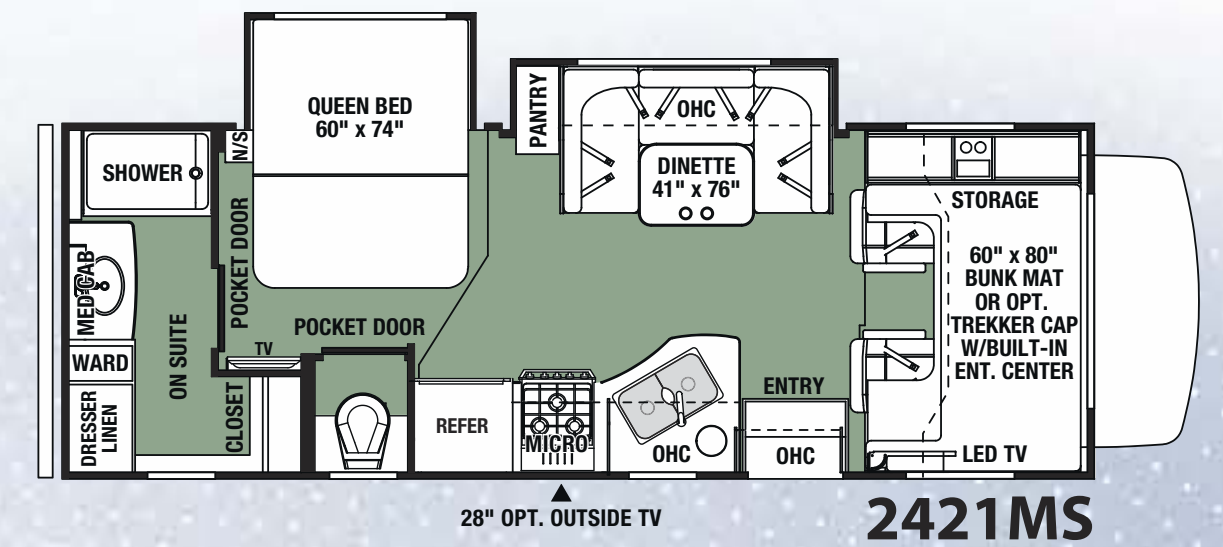 QUEEN BED
60" x 74"
N/S
PANTRY
OHC
DINETTE
41" x 76"
SHOWER
STORAGE
60" x 80"
BUNK MAT
OR OPT.
TREKKER CAP
W/BUILT-IN
ENT. CENTER
MED CAB
ON SUITE
POCKET DOOR
POCKET DOOR
TV
WARD
DRESSER
LINEN
CLOSET
REFER
MICRO
OHC
ENTRY
OHC
LED TV
28" OPT. OUTSIDE TV
2421MS